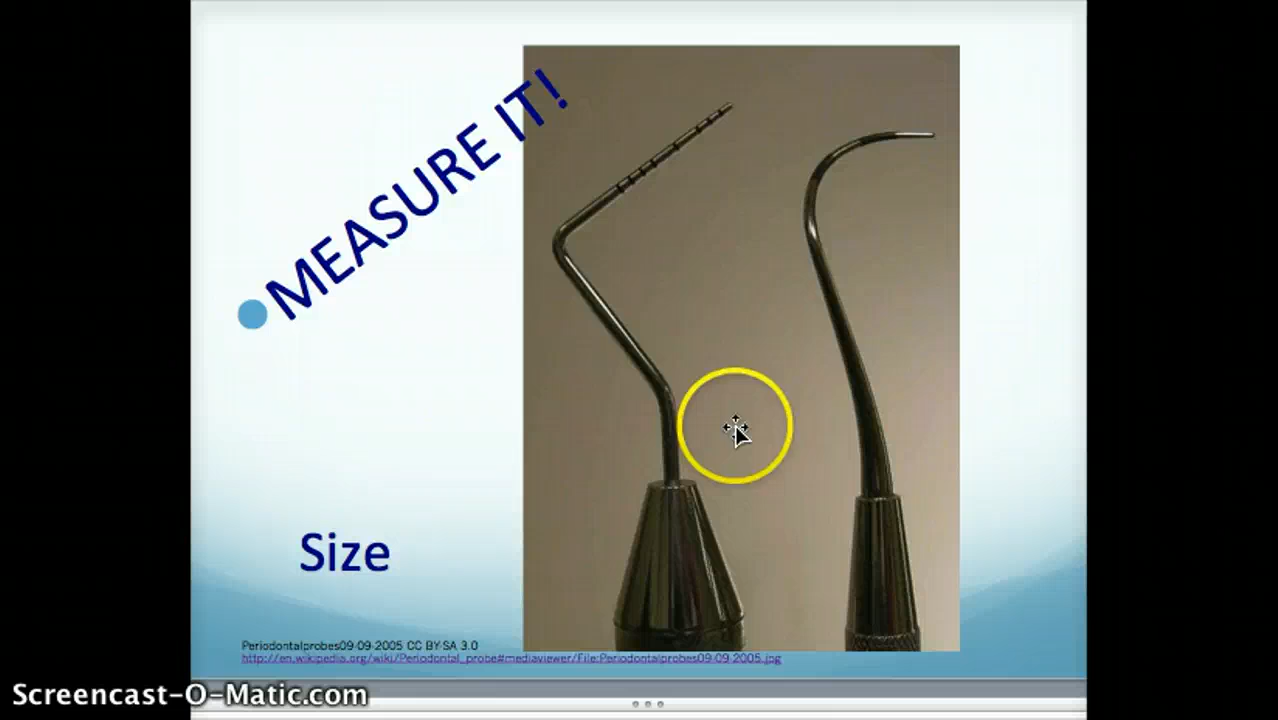 MEASURE IT!
Size
Periodontalprobes09-09-2005 CC BY-SA 3.0
http://en.wikipedia.org/wiki/Periodontal_probe#mediaviewer/File:Periodontalprobes09-09-2005.jpg
Screencast-O-Matic.com